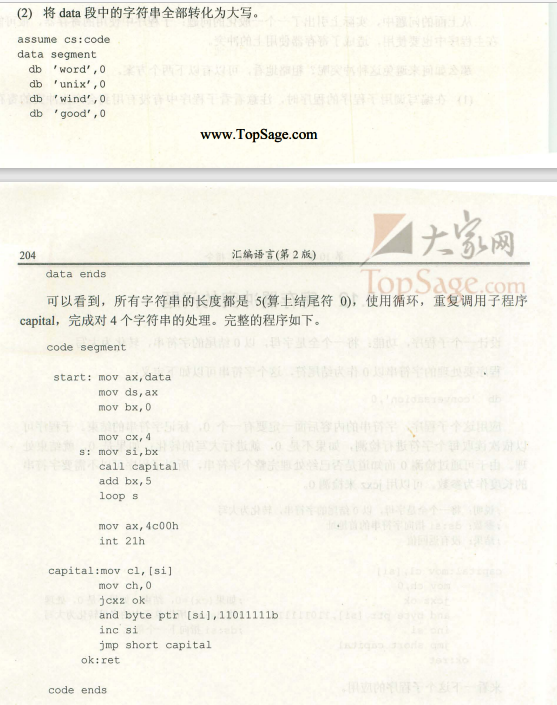 (2) 将 data 段中的字符串全部转化为大写。
assume cs:code
data segment
db 'word',0
db 'unix',0
db 'wind',0
db 'good',0
www.TopSage.com
大家网
204 汇编语言(第 2 版)
TopSage.com
data ends
可以看到，所有字符串的长度都是 5(算上结尾符 0)，使用循环，重复调用子程序
capital，完成对 4 个字符串的处理。完整的程序如下。
code segment
start: mov ax,data
mov ds,ax
mov bx,0
mov cx,4
s: mov si,bx
call capital
add bx,5
loop s
mov ax,4c00h
int 21h
capital:mov cl,[si]
mov ch,0
jcxz ok
and byte ptr [si],11011111b
inc si
jmp short capital
ok:ret
code ends